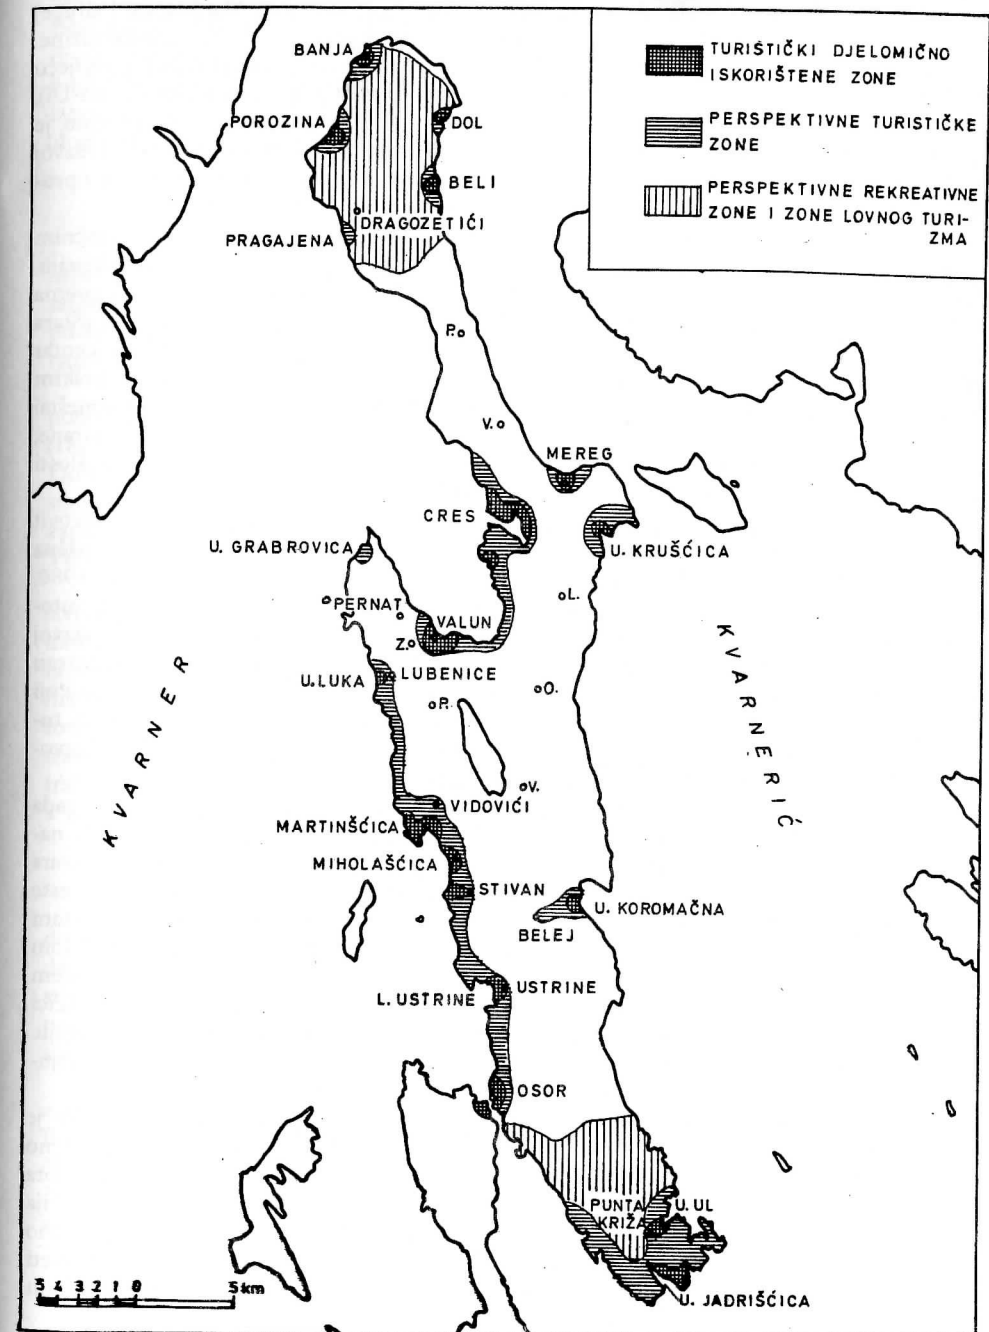 TURISTIČKI DJELOMIČNO
ISKORIŠTENE ZONE
PERSPEKTIVNE TURISTIČKE
ZONE
PERSPEKTIVNE REKREATIVNE
ZONE I ZONE LOVNOG TURI-
ZMA
BANJA
POROZINA
DOL
BELI
DRAGOZETIĆI
PRAGAJENA
P.
V.
MEREG
CRES
U. GRABROVICA
U. KRUŠĆICA
PERNAT
L.
VALUN
Z.
LUBENICE
U. LUKA
O.
P.
KVARNER
KVARNERIĆ
V.
VIDOVIĆI
MARTINŠĆICA
MIHOLAŠĆICA
STIVAN
U. KOROMAČNA
BELEJ
USTRINE
L. USTRINE
OSOR
PUNTA
KRIŽA
U. UL
U. JADRIŠĆICA
5 4 3 2 1 0 5 km